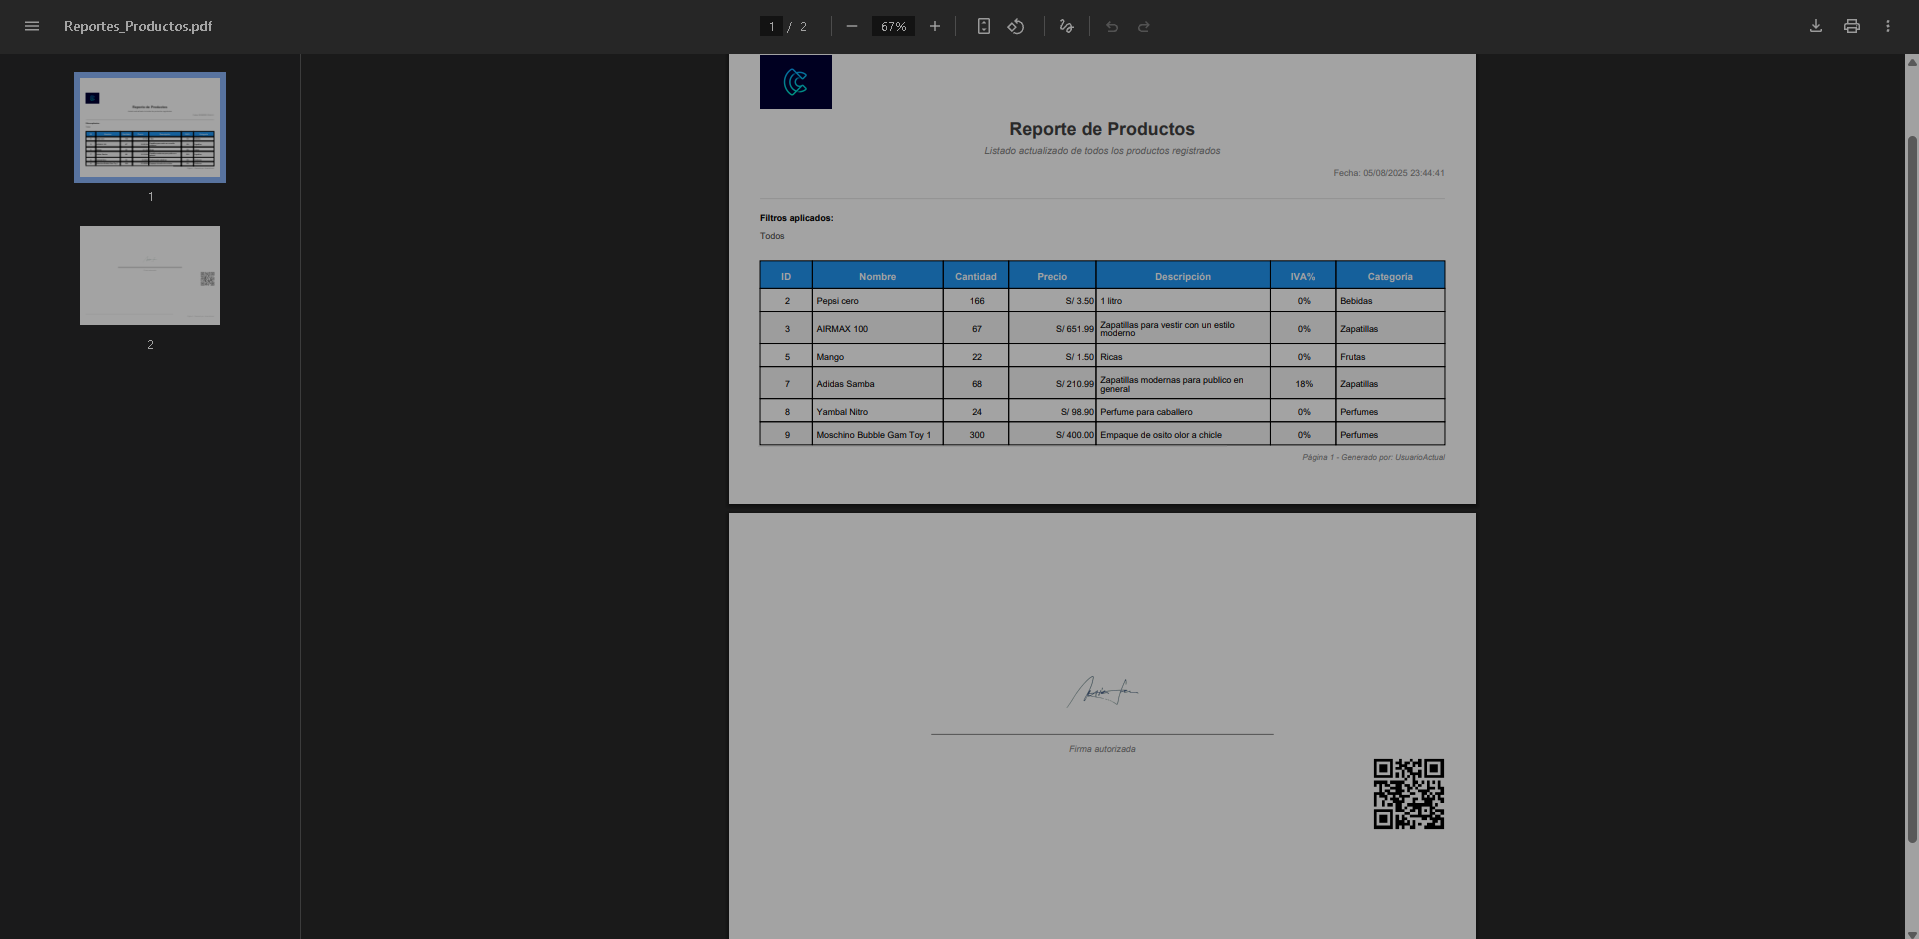 Reportes_Productos.pdf
1 / 2
67%
1
2
Reporte de Productos
Listado actualizado de todos los productos registrados
Fecha: 05/08/2025 23:44:41
Filtros aplicados:
Todos
ID Nombre Cantidad Precio Descripción IVA% Categoría
2 Pepsi cero 166 S/ 3.50 1 litro 0% Bebidas
3 AIRMAX 100 67 S/ 651.99 Zapatillas para vestir con un estilo moderno 0% Zapatillas
5 Mango 22 S/ 1.50 Ricas 0% Frutas
7 Adidas Samba 68 S/ 210.99 Zapatillas modernas para publico en general 18% Zapatillas
8 Yambal Nitro 24 S/ 98.90 Perfume para caballero 0% Perfumes
9 Moschino Bubble Gam Toy 1 300 S/ 400.00 Empaque de osito olor a chicle 0% Perfumes
Página 1 - Generado por: UsuarioActual
Firma autorizada